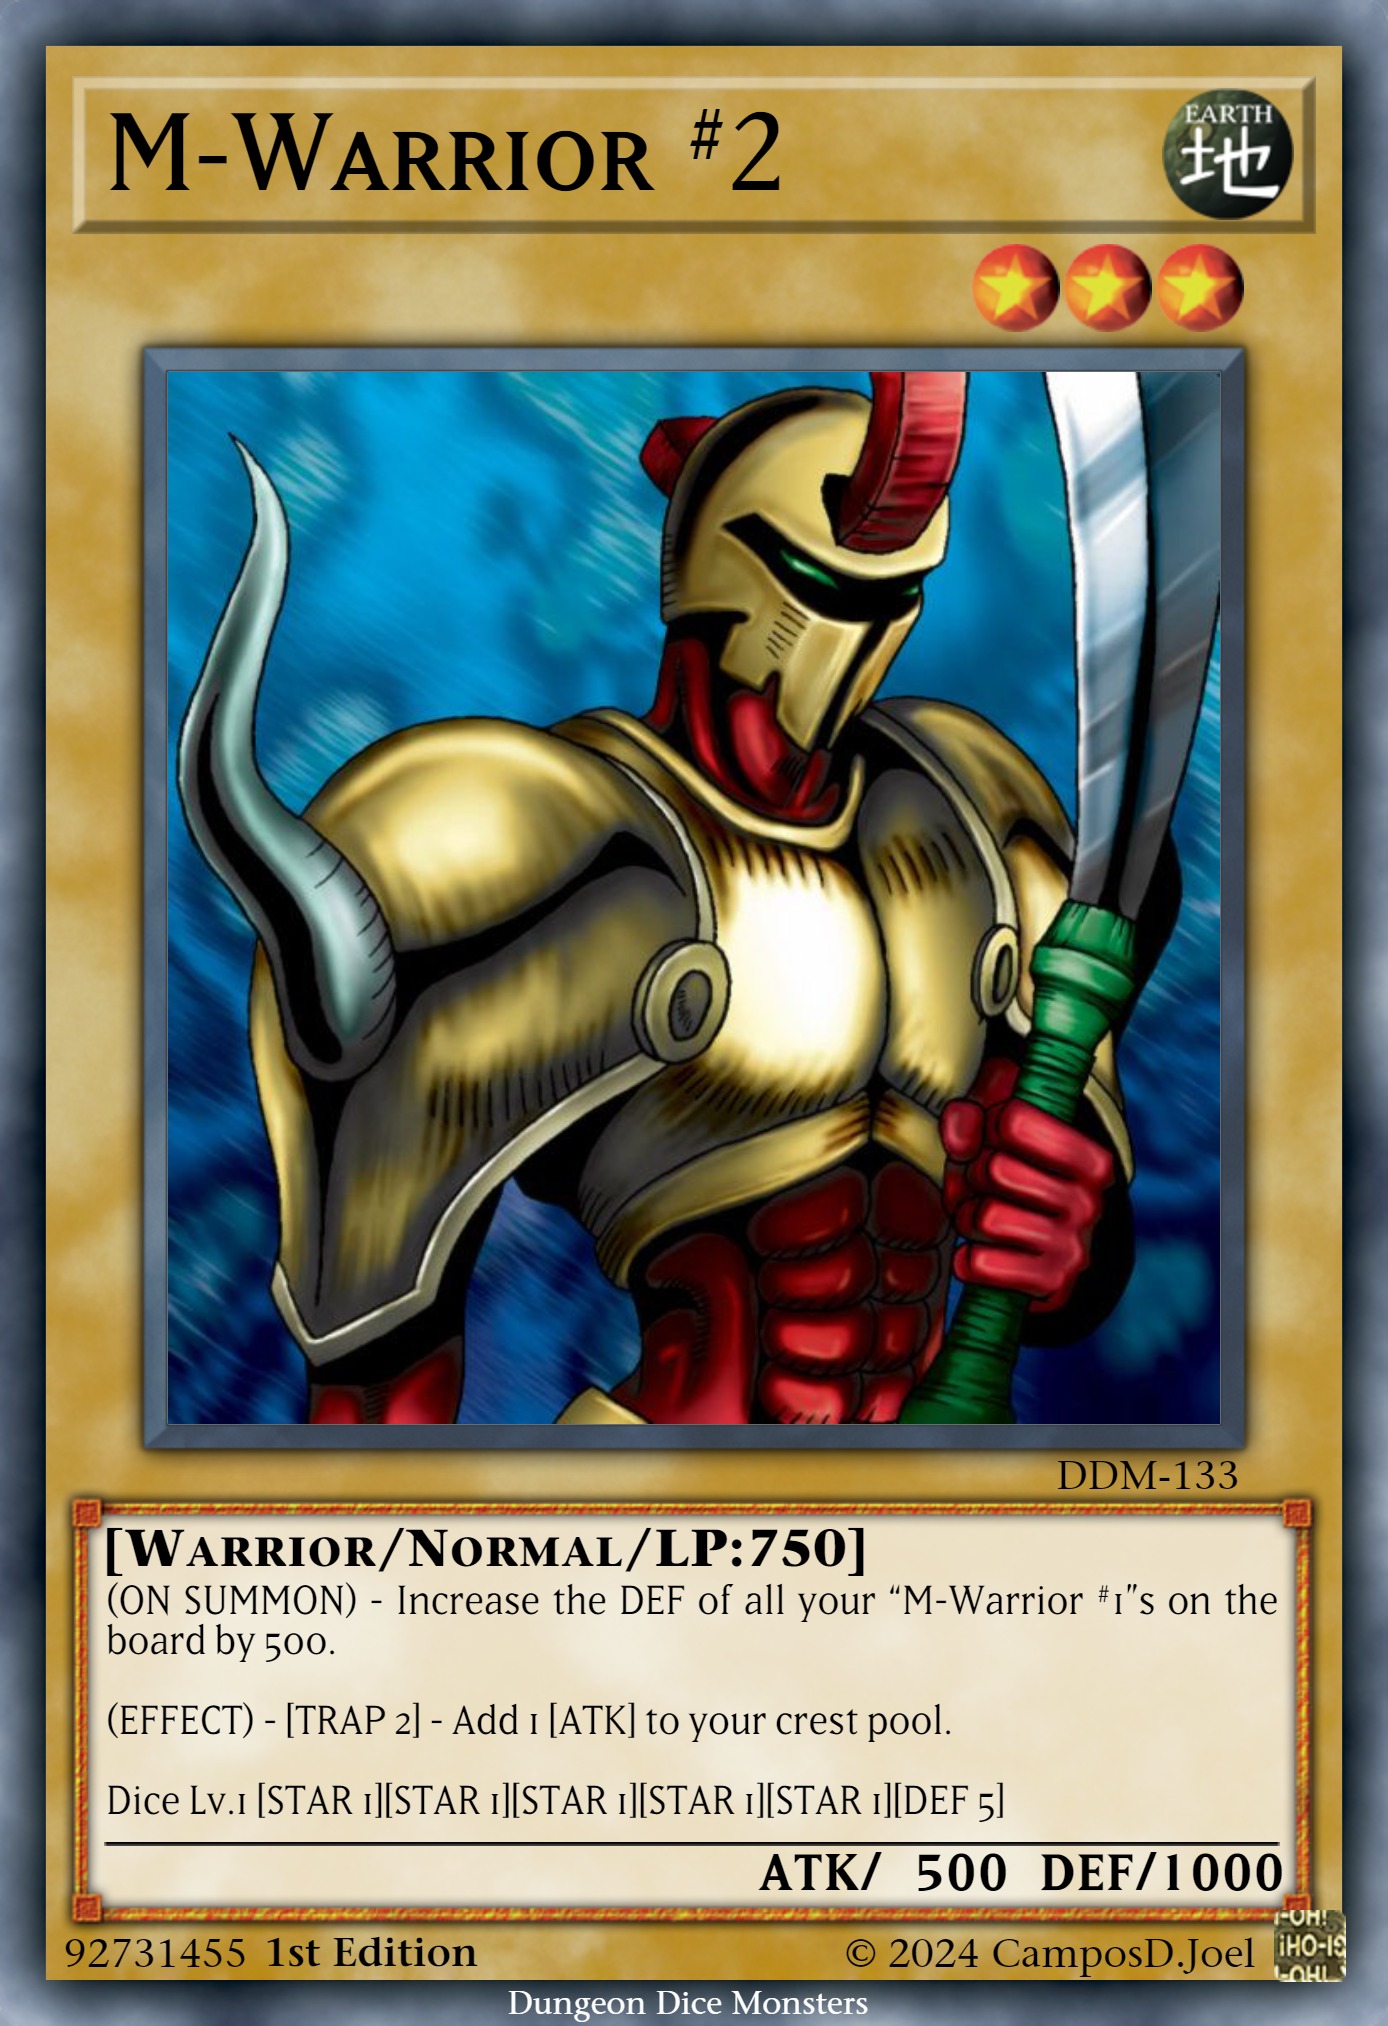 M-Warrior #2
EARTH
地
DDM-133
[Warrior/Normal/LP:750]
(ON SUMMON) - Increase the DEF of all your “M-Warrior #1"s on the
board by 500.
(EFFECT) - [TRAP 2] - Add 1 [ATK] to your crest pool.
Dice Lv.1 [STAR 1][STAR 1][STAR 1][STAR 1][STAR 1][DEF 5]
ATK/ 500 DEF/1000
92731455 1st Edition
© 2024 CamposD.Joel
Dungeon Dice Monsters